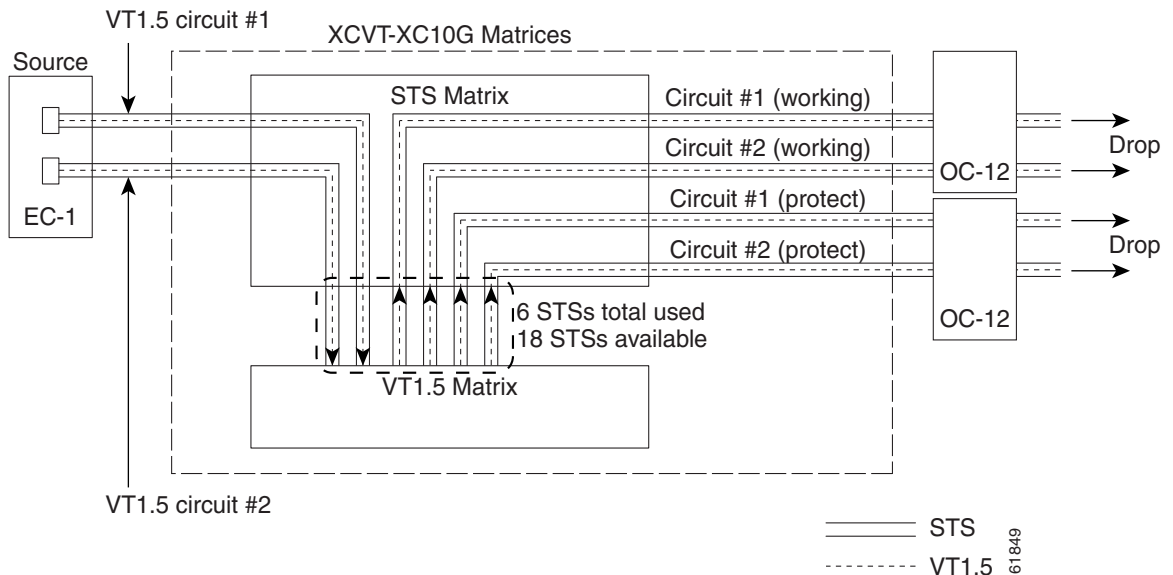 VT1.5 circuit #1
XCVT-XC10G Matrices
Source
STS Matrix
Circuit #1 (working)
Drop
Circuit #2 (working)
OC-12
EC-1
Circuit #1 (protect)
Drop
Circuit #2 (protect)
6 STSs total used
18 STSs available
OC-12
VT1.5 Matrix
VT1.5 circuit #2
STS
VT1.5
61849